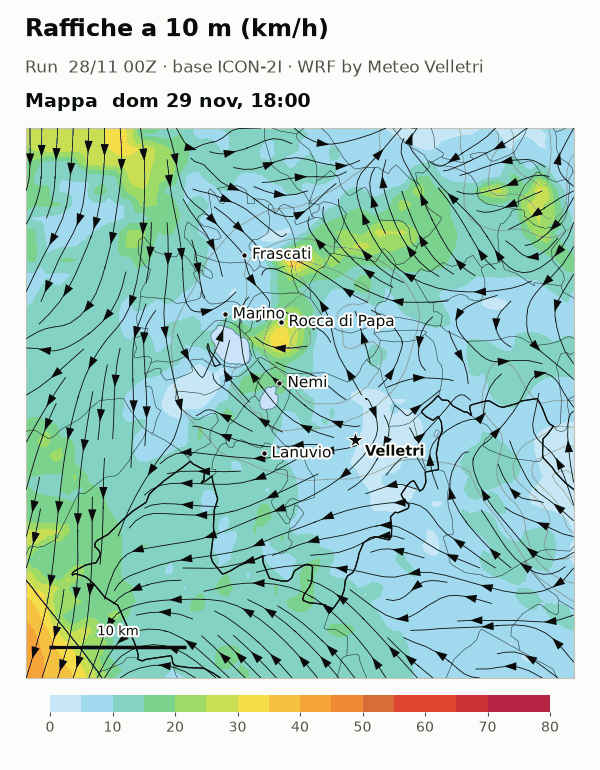 Raffiche a 10 m (km/h)
Run  28/11 00Z · base ICON-2I · WRF by Meteo Velletri
Mappa  dom 29 nov, 18:00
Frascati
Marino
Rocca di Papa
Nemi
Velletri
Lanuvio
10 km
0 10 20 30 40 50 60 70 80